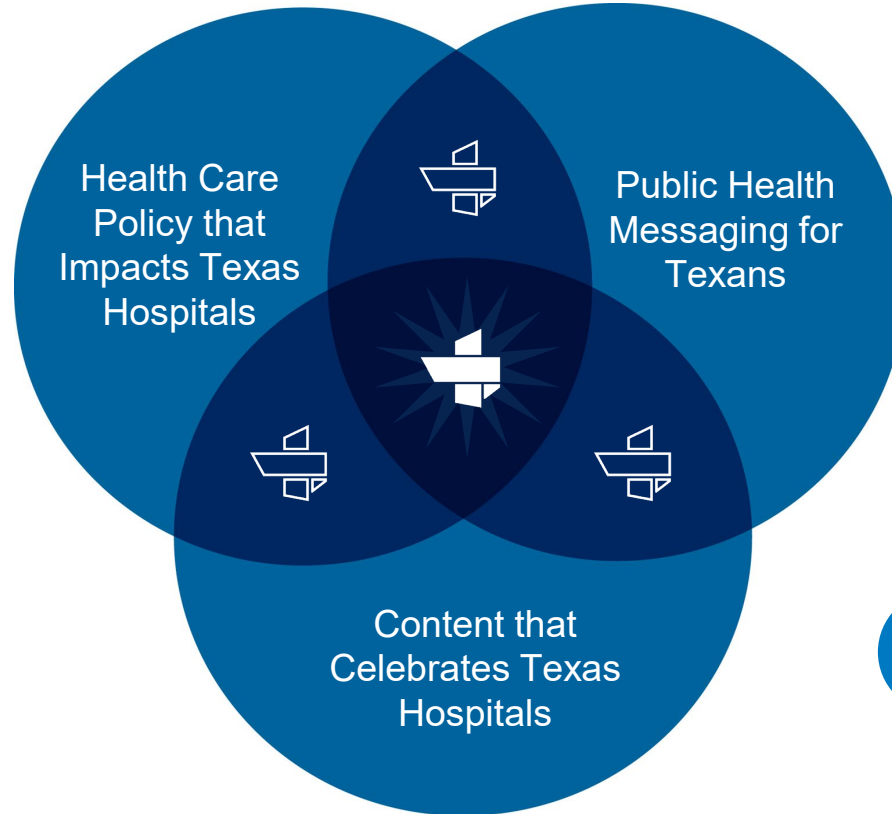 Health Care
Policy that
Impacts Texas
Hospitals
Public Health
Messaging for
Texans
Content that
Celebrates Texas
Hospitals